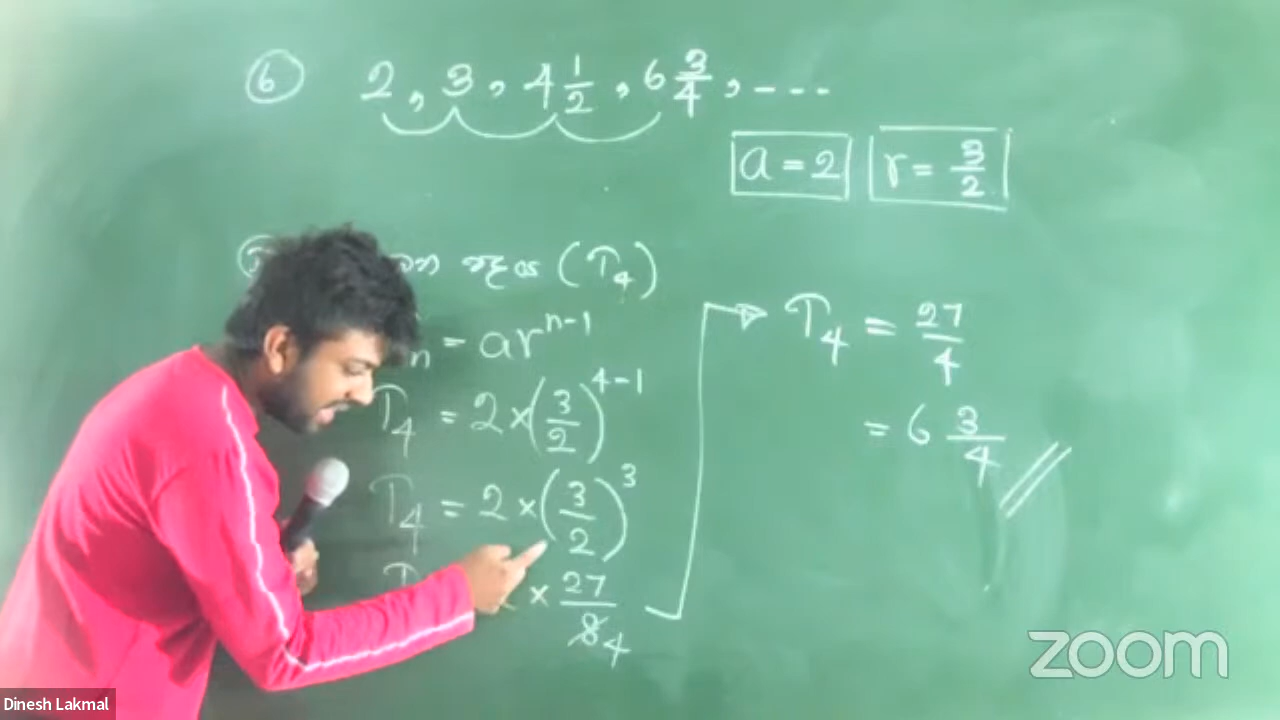 6 2 , 3 , 4 1/2 , 6 3/4 , ----
a = 2 r = 3/2
(T₄)
n = arⁿ⁻¹
T₄ = 2 × (3/2)⁴⁻¹
T₄ = 2 × (3/2)³
× 27/8 4
T₄ = 27/4
= 6 3/4
zoom
Dinesh Lakmal